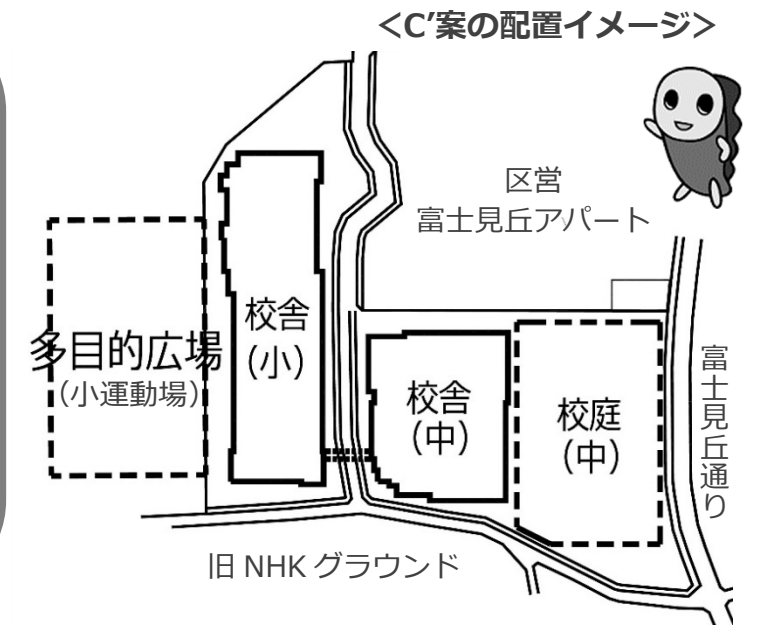 <C’案の配置イメージ>
区営
富士見丘アパート
校舎
(小)
多目的広場
(小運動場)
校舎
(中)
校庭
(中)
富士見丘通り
旧 NHK グラウンド